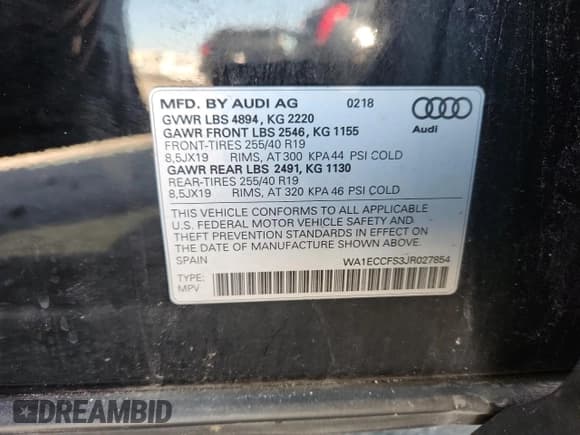 MFD. BY AUDI AG 0218
GVWR LBS 4894, KG 2220
GAWR FRONT LBS 2546, KG 1155
FRONT-TIRES 255/40 R19
8,5JX19 RIMS, AT 300 KPA 44 PSI COLD
GAWR REAR LBS 2491, KG 1130
REAR-TIRES 255/40 R19
8,5JX19 RIMS, AT 320 KPA 46 PSI COLD
Audi
THIS VEHICLE CONFORMS TO ALL APPLICABLE
U.S. FEDERAL MOTOR VEHICLE SAFETY AND
THEFT PREVENTION STANDARDS IN EFFECT
ON THE DATE OF MANUFACTURE SHOWN ABOVE.
SPAIN WA1ECCFS3JR027854
TYPE:
MPV
DREAMBID